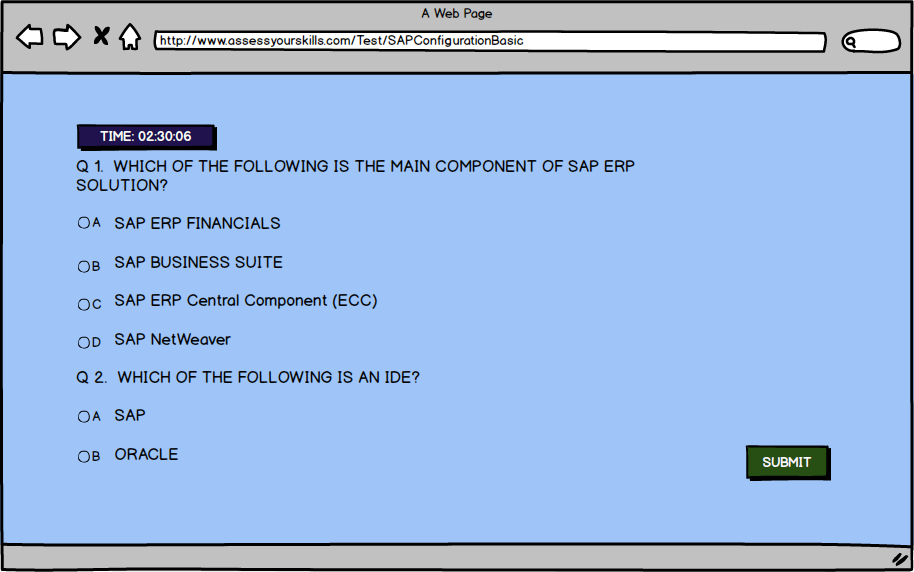 A Web Page
http://www.assessyourskills.com/Test/SAPConfigurationBasic
TIME: 02:30:06
Q 1. WHICH OF THE FOLLOWING IS THE MAIN COMPONENT OF SAP ERP
SOLUTION?
A SAP ERP FINANCIALS
B SAP BUSINESS SUITE
C SAP ERP Central Component (ECC)
D SAP NetWeaver
Q 2. WHICH OF THE FOLLOWING IS AN IDE?
A SAP
B ORACLE
SUBMIT